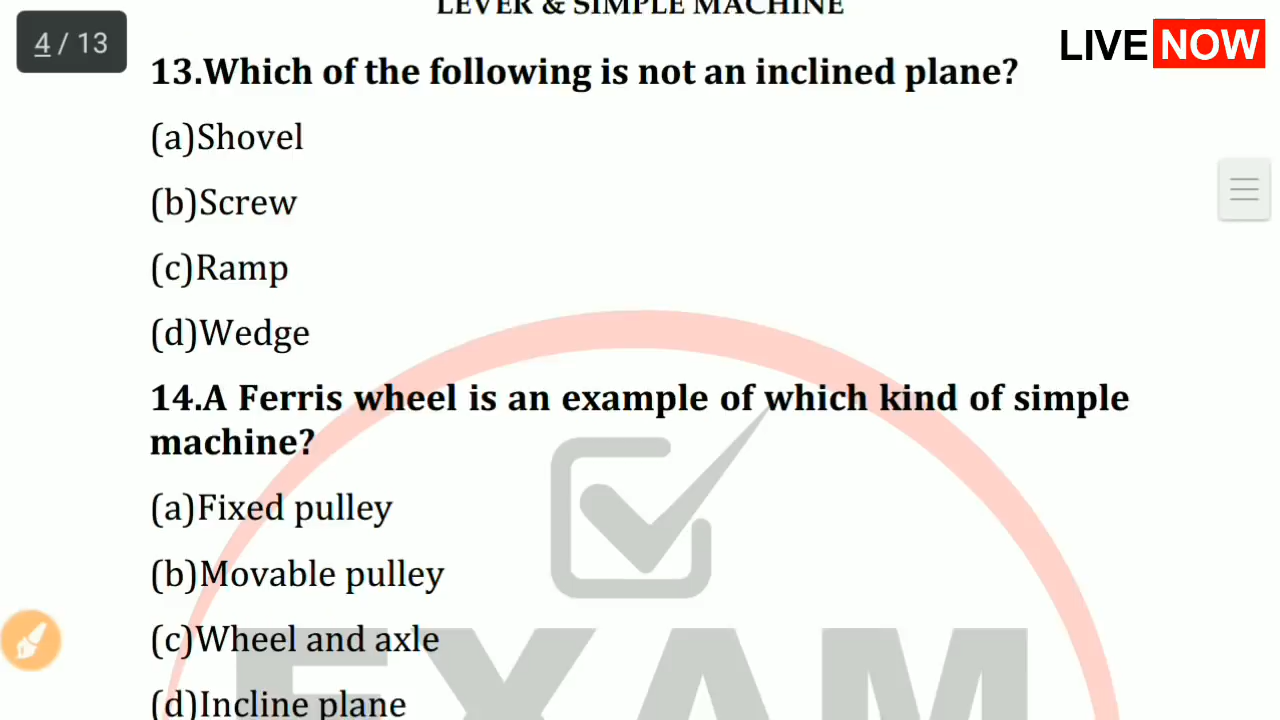 LEVER & SIMPLE MACHINE
4 / 13
LIVE NOW
13.Which of the following is not an inclined plane?
(a)Shovel
(b)Screw
(c)Ramp
(d)Wedge
14.A Ferris wheel is an example of which kind of simple
machine?
(a)Fixed pulley
(b)Movable pulley
(c)Wheel and axle
(d)Incline plane
EXAM